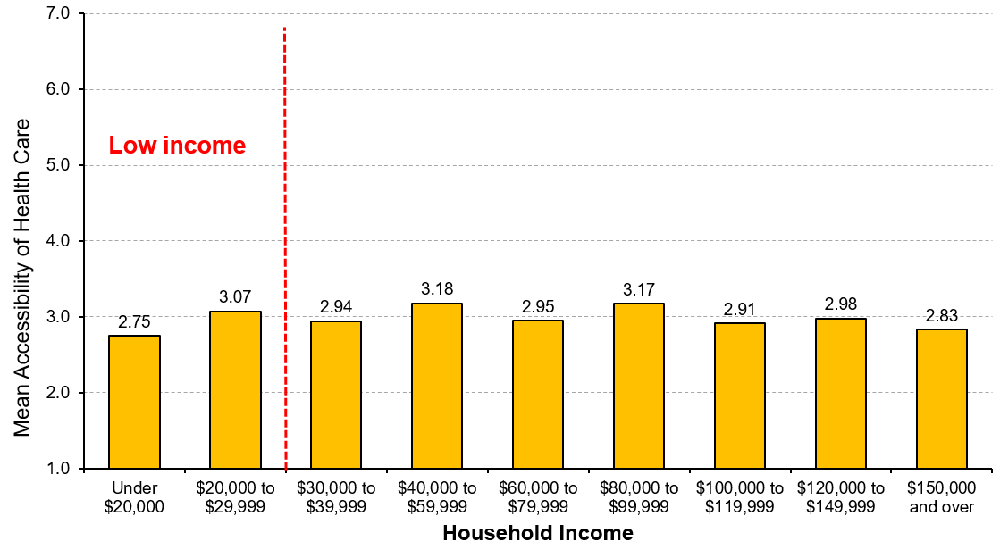 Mean Accessibility of Health Care
7.0
6.0
5.0
4.0
3.0
2.0
1.0
Low income
2.75
3.07
2.94
3.18
2.95
3.17
2.91
2.98
2.83
Under
$20,000
$20,000 to
$29,999
$30,000 to
$39,999
$40,000 to
$59,999
$60,000 to
$79,999
$80,000 to
$99,999
$100,000 to
$119,999
$120,000 to
$149,999
$150,000
and over
Household Income